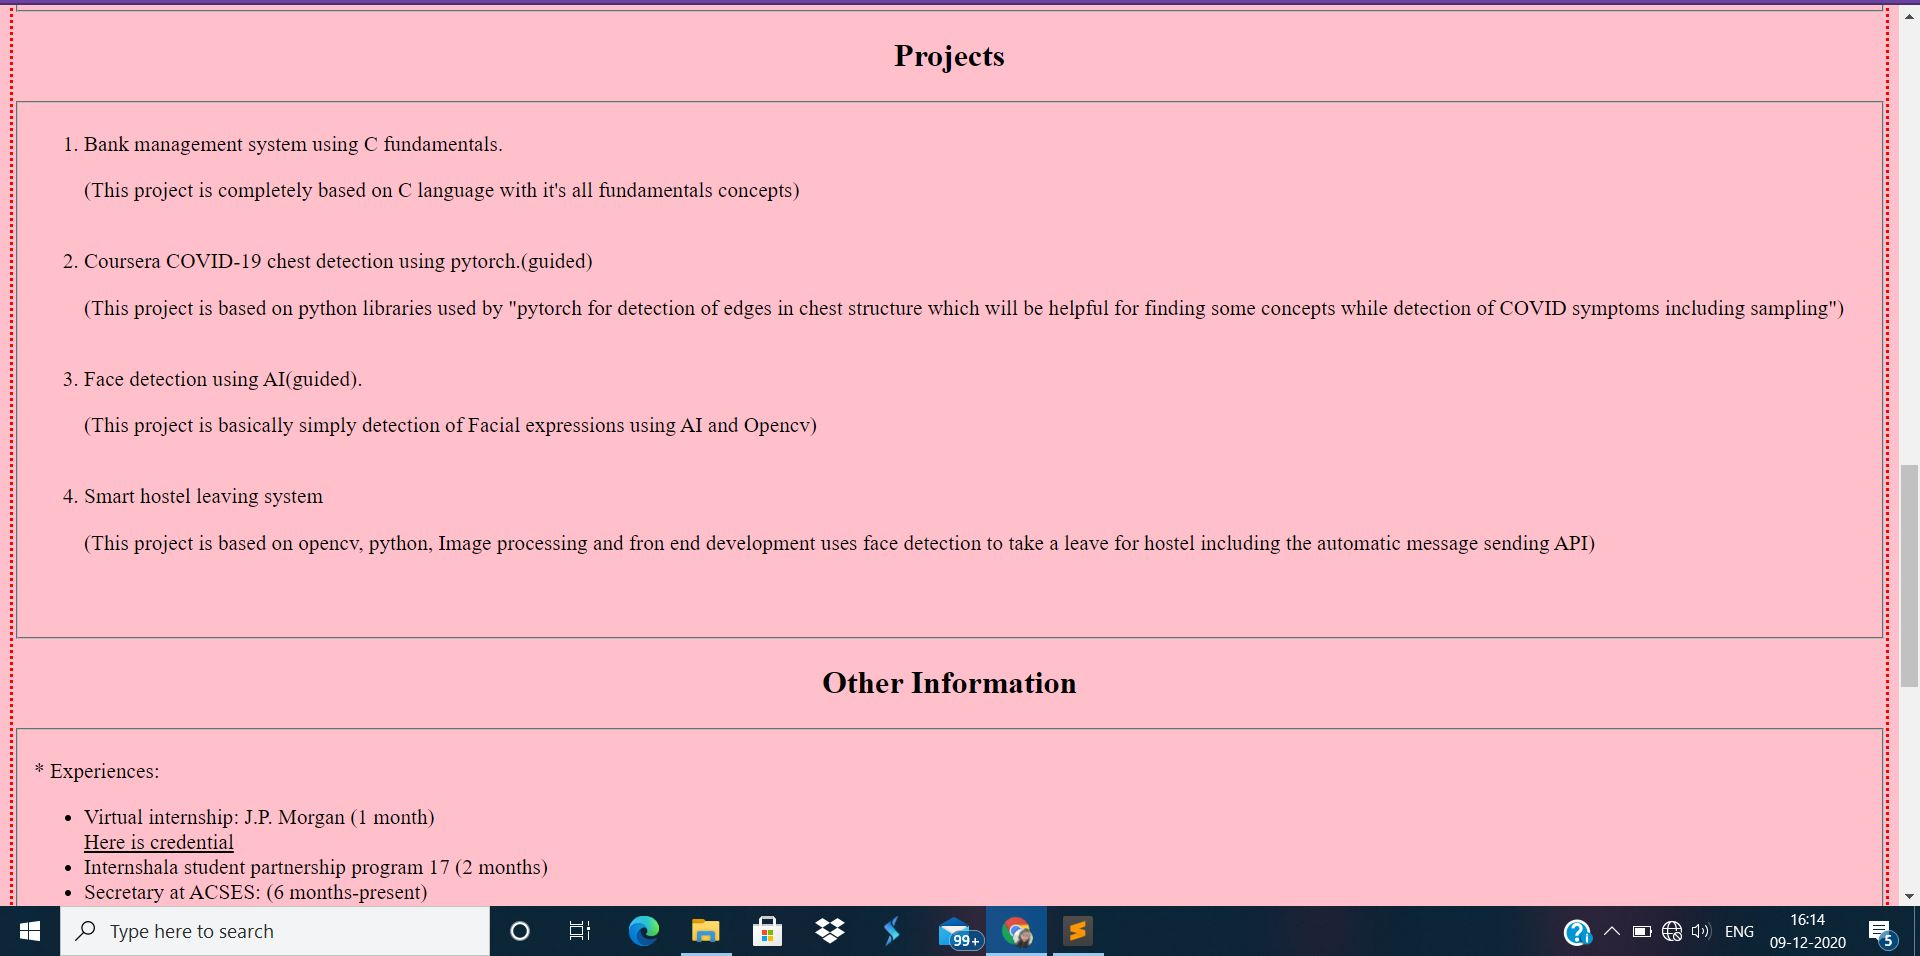 Projects
1. Bank management system using C fundamentals.
(This project is completely based on C language with it's all fundamentals concepts)
2. Coursera COVID-19 chest detection using pytorch.(guided)
(This project is based on python libraries used by "pytorch for detection of edges in chest structure which will be helpful for finding some concepts while detection of COVID symptoms including sampling")
3. Face detection using AI(guided).
(This project is basically simply detection of Facial expressions using AI and Opencv)
4. Smart hostel leaving system
(This project is based on opencv, python, Image processing and fron end development uses face detection to take a leave for hostel including the automatic message sending API)
Other Information
* Experiences:
• Virtual internship: J.P. Morgan (1 month)
Here is credential
• Internshala student partnership program 17 (2 months)
• Secretary at ACSES: (6 months-present)
Type here to search
99+
ENG
16:14
09-12-2020
5